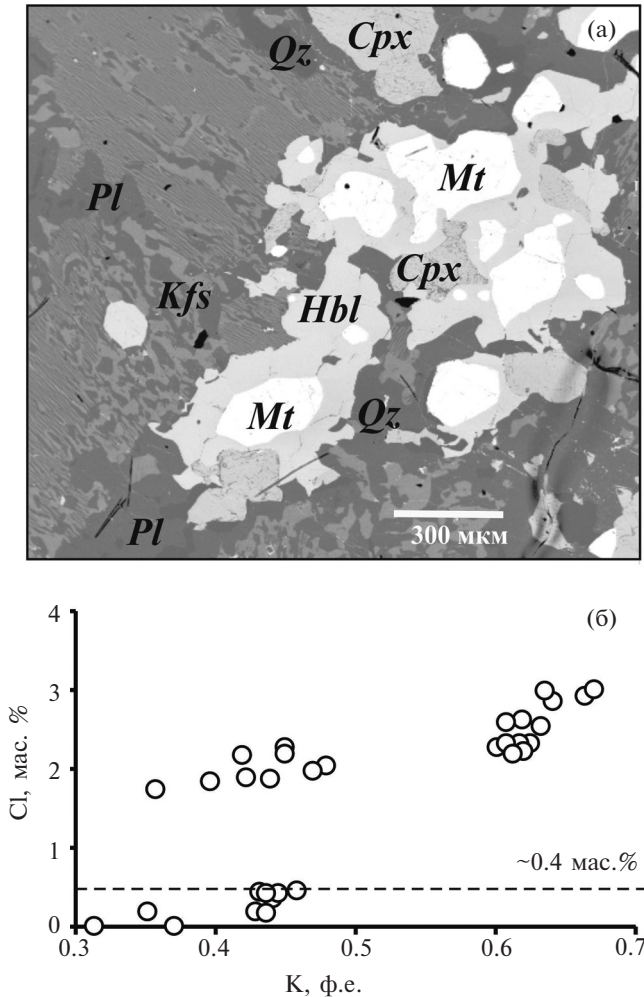 (а)
Cpx
Qz
Mt
Pl
Cpx
Kfs
Hbl
Mt
Qz
Pl
300 мкм
(б)
4
3
2
1
0
Cl, мас. %
~0.4 мас.%
0.3 0.4 0.5 0.6 0.7
K, ф.е.